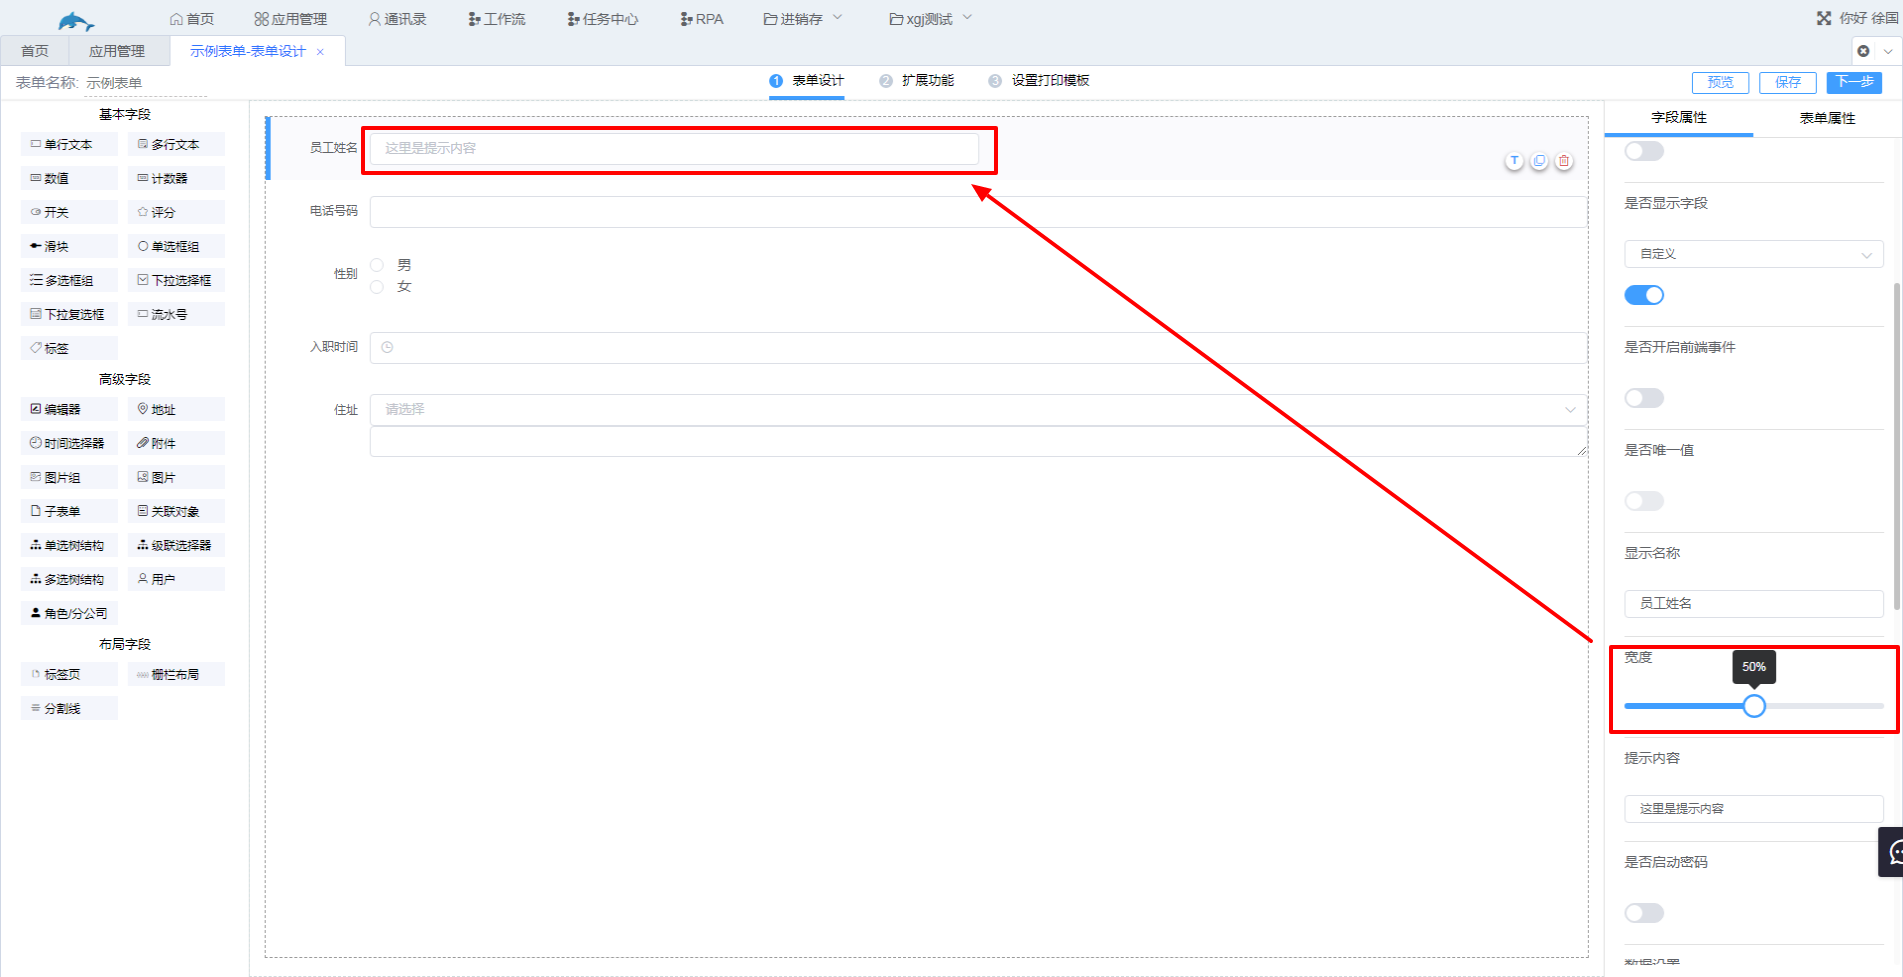 首页
应用管理
通讯录
工作流
任务中心
RPA
进销存
xgj测试
你好 徐国
首页
应用管理
示例表单-表单设计
表单名称: 示例表单
1 表单设计
2 扩展功能
3 设置打印模板
预览
保存
下一步
基本字段
单行文本
多行文本
数值
计数器
开关
评分
滑块
单选框组
多选框组
下拉选择框
下拉复选框
流水号
标签
高级字段
编辑器
地址
时间选择器
附件
图片组
图片
子表单
关联对象
单选树结构
级联选择器
多选树结构
用户
角色/分公司
布局字段
标签页
栅栏布局
分割线
员工姓名
这里是提示内容
T
电话号码
性别
男
女
入职时间
住址
请选择
字段属性
表单属性
是否显示字段
自定义
是否开启前端事件
是否唯一值
显示名称
员工姓名
宽度
50%
提示内容
这里是提示内容
是否启动密码
数据设置